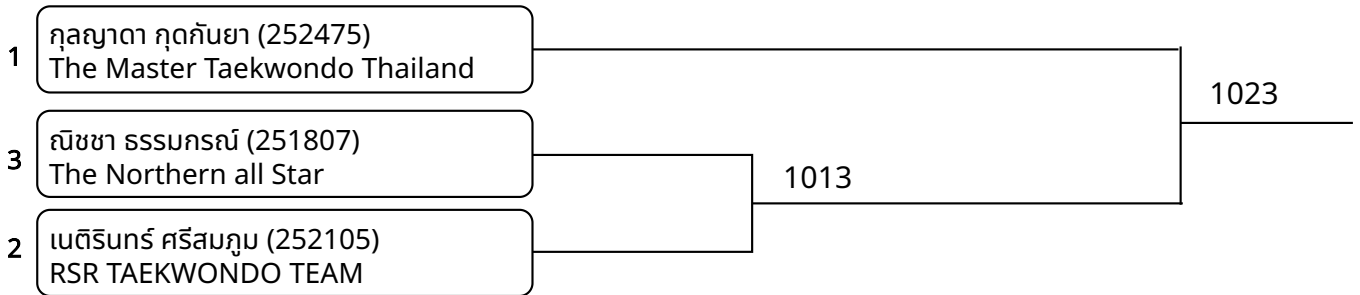 1
กุลญาดา กุดกันยา (252475)
The Master Taekwondo Thailand
1023
3
ณิชชา ธรรมกรณ์ (251807)
The Northern all Star
1013
2
เนติรินทร์ ศรีสมภูม (252105)
RSR TAEKWONDO TEAM